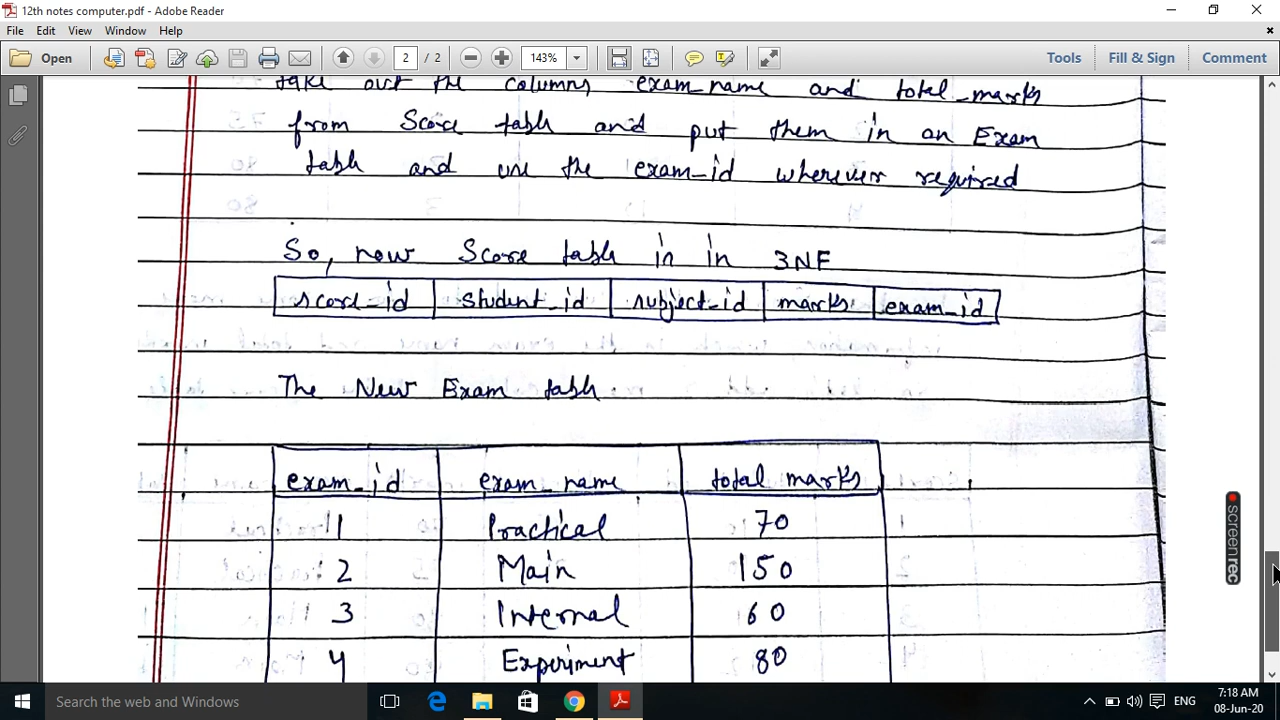 12th notes computer.pdf - Adobe Reader
File Edit View Window Help
Open 2 / 2 143% Tools Fill & Sign Comment
take out the columns exam_name and total_marks
from Score table and put them in an Exam
table and use the exam_id wherever required
So, now Score table in in 3NF
score_id student_id subject_id marks exam_id
The New Exam table
exam_id exam_name total marks
1 Practical 70
2 Main 150
3 Internal 60
4 Experiment 80
screenrec
Search the web and Windows
ENG
7:18 AM
08-Jun-20